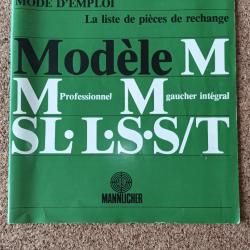 MODE D'EMPLOI
La liste de pièces de rechange
Modèle M
M Professionnel M gaucher intégral
SL·L·S·S/T
MANNLICHER